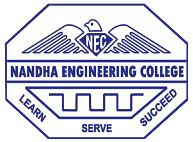 NEC
NANDHA ENGINEERING COLLEGE
LEARN
SERVE
SUCCEED